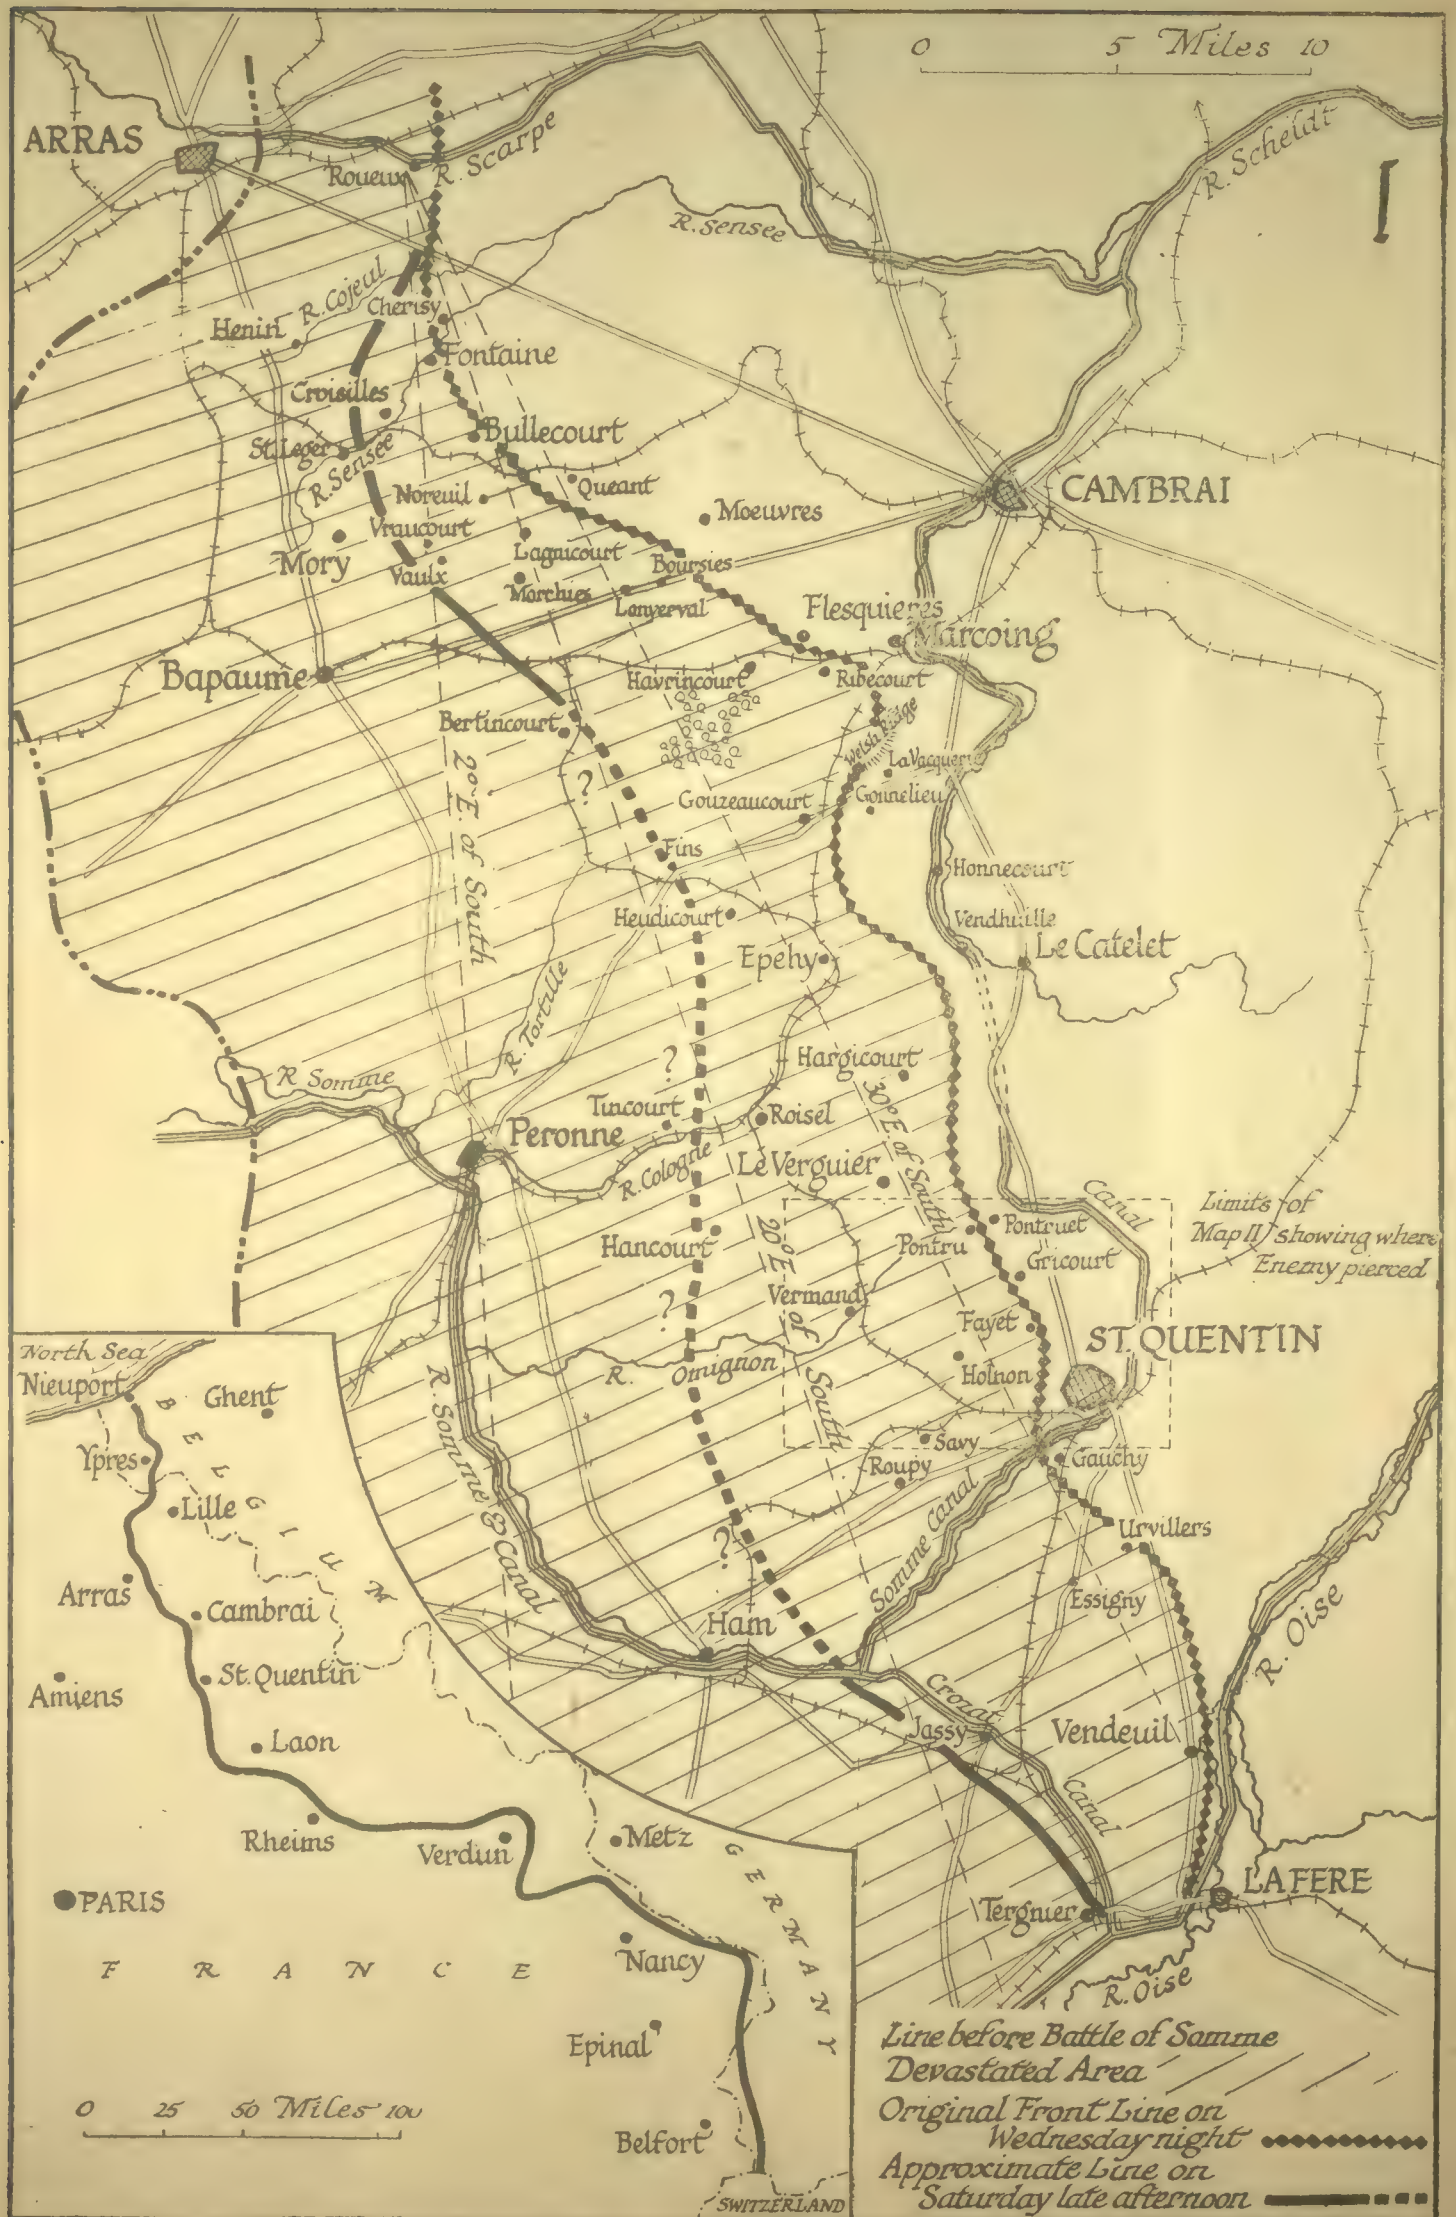 0 5 Miles 10
ARRAS
R. Scarpe
R. Scheldt
I
Roeux
R. Sensee
R. Cojeul
Cherisy
Henin
Fontaine
Croisilles
Bullecourt
St. Leger
R. Sensee
Noreuil
Queant
CAMBRAI
Moeuvres
Vraucourt
Mory
Lagnicourt
Vaulx
Boursies
Morchies
Flesquieres
Marcoing
Bapaume
Havrincourt
Ribecourt
Bertincourt
Welsh Ridge
La Vacquerie
2° E. of South
?
Gouzeaucourt
Gonnelieu
Fins
Honnecourt
Heudicourt
Vendhuille
Le Catelet
Epehy
R. Tortille
R Somme
?
Hargicourt
Tincourt
30° E. of South
Peronne
Roisel
R. Cologne
Le Verguier
Canal
Limits of
Map II showing where
Enemy pierced
Hancourt
20° E. of South
Pontru
Pontruet
Gricourt
?
Vermand
Fayet
ST. QUENTIN
R. Omignon
Holnon
R. Somme & Canal
Savy
Gauchy
Roupy
Urvillers
?
Somme Canal
Essigny
Ham
R. Oise
Crozat
Canal
Jassy
Vendeuil
LA FERE
Tergnier
R. Oise
North Sea
Nieuport
BELGIUM
Ghent
Ypres
Lille
Arras
Cambrai
St. Quentin
Amiens
Laon
Rheims
Verdun
Metz
GERMANY
PARIS
Nancy
FRANCE
Epinal
0 25 50 Miles 100
Belfort
SWITZERLAND
Line before Battle of Somme
Devastated Area
Original Front Line on
Wednesday night
Approximate Line on
Saturday late afternoon